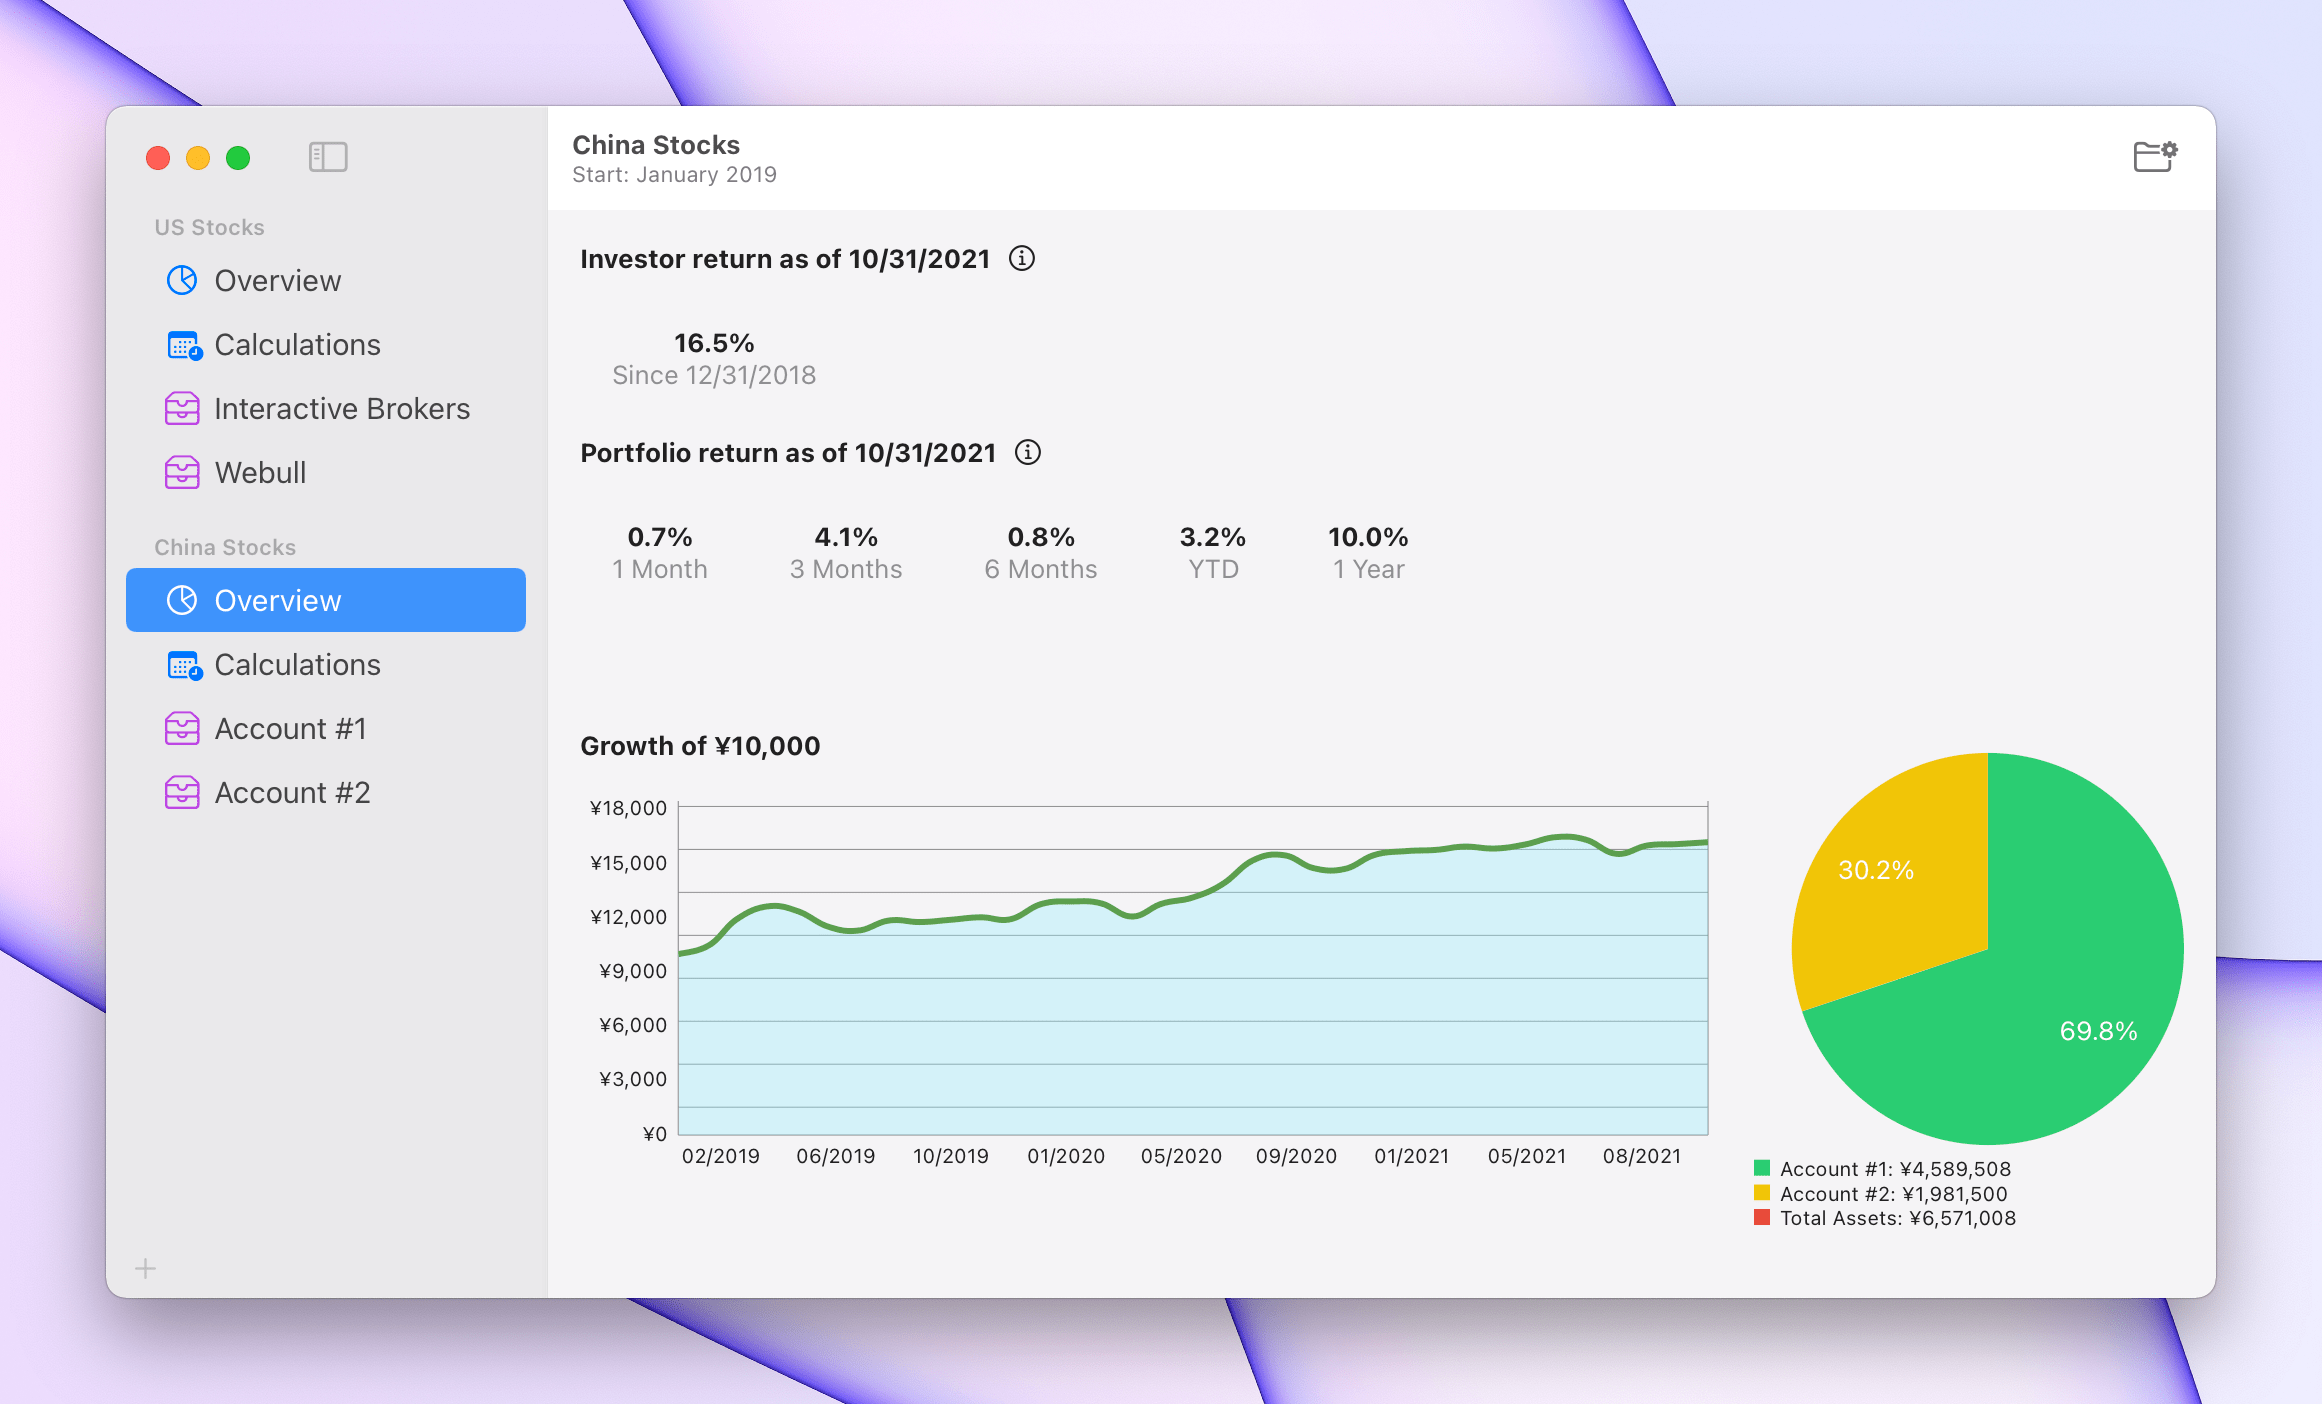 US Stocks
Overview
Calculations
Interactive Brokers
Webull
China Stocks
Overview
Calculations
Account #1
Account #2
China Stocks
Start: January 2019
Investor return as of 10/31/2021
16.5%
Since 12/31/2018
Portfolio return as of 10/31/2021
0.7% 4.1% 0.8% 3.2% 10.0%
1 Month 3 Months 6 Months YTD 1 Year
Growth of ¥10,000
¥18,000
¥15,000
¥12,000
¥9,000
¥6,000
¥3,000
¥0
02/2019 06/2019 10/2019 01/2020 05/2020 09/2020 01/2021 05/2021 08/2021
30.2%
69.8%
Account #1: ¥4,589,508
Account #2: ¥1,981,500
Total Assets: ¥6,571,008